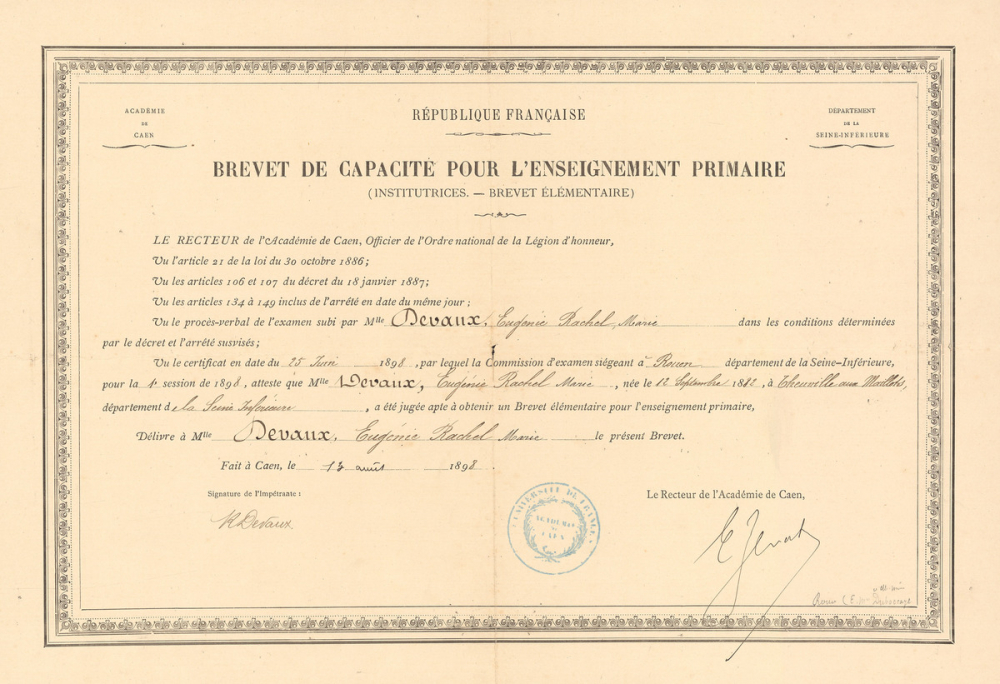 ACADÉMIE
DE
CAEN
RÉPUBLIQUE FRANÇAISE
DÉPARTEMENT
DE LA
SEINE-INFÉRIEURE
BREVET DE CAPACITÉ POUR L'ENSEIGNEMENT PRIMAIRE
(INSTITUTRICES. — BREVET ÉLÉMENTAIRE)
LE RECTEUR de l'Académie de Caen, Officier de l'Ordre national de la Légion d'honneur,
Vu l'article 21 de la loi du 30 octobre 1886;
Vu les articles 106 et 107 du décret du 18 janvier 1887;
Vu les articles 134 à 149 inclus de l'arrêté en date du même jour;
Vu le procès-verbal de l'examen subi par Mlle Devaux, Eugénie Rachel Marie dans les conditions déterminées
par le décret et l'arrêté susvisés;
Vu le certificat en date du 25 Juin 1898, par lequel la Commission d'examen siégeant à Rouen département de la Seine-Inférieure,
pour la 1e session de 1898, atteste que Mlle Devaux, Eugénie Rachel Marie, née le 12 Septembre 1882, à aux Maillots,
département de la Seine Inférieure, a été jugée apte à obtenir un Brevet élémentaire pour l'enseignement primaire,
Délivre à Mlle Devaux, Eugénie Rachel Marie le présent Brevet.
Fait à Caen, le 13 août 1898.
Signature de l'Impétrante:
Le Recteur de l'Académie de Caen,
R Devaux
UNIVERSITÉ DE FRANCE
ACADÉMIE
DE
CAEN